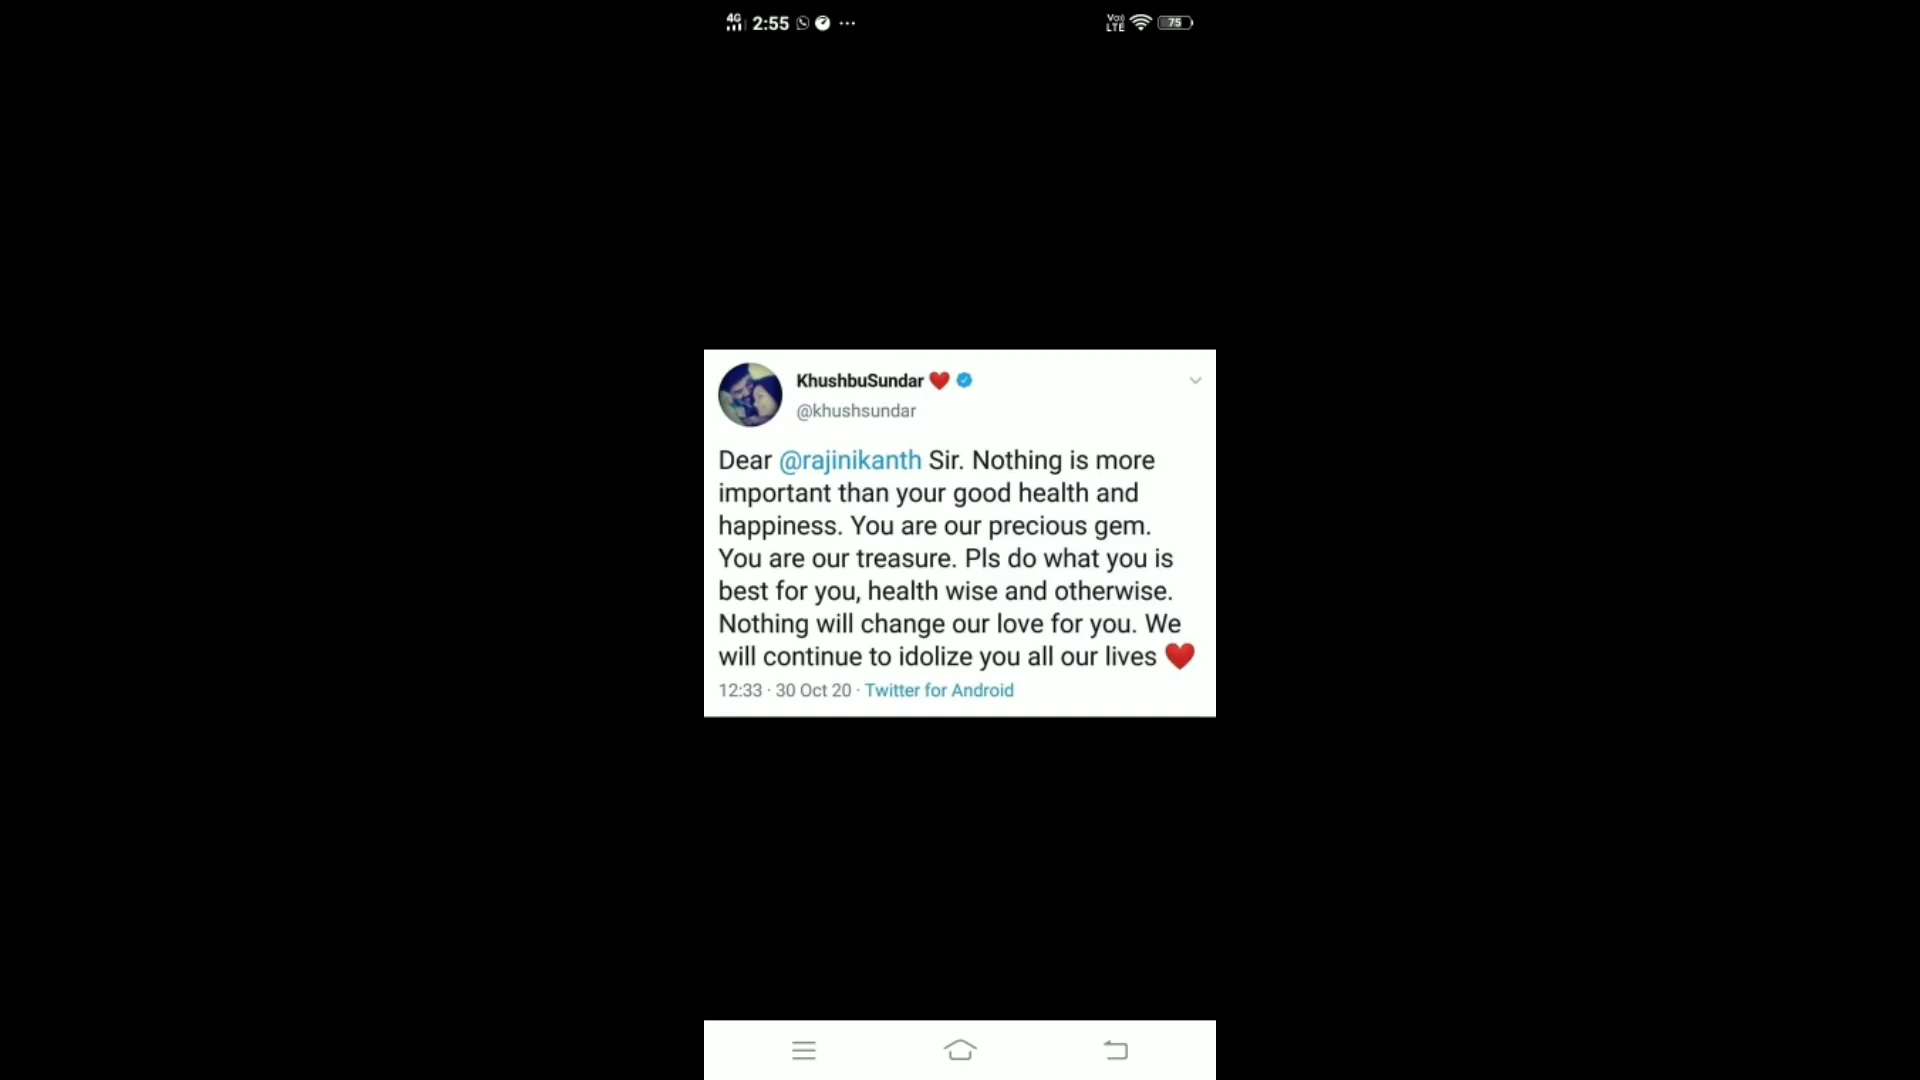 4G 2:55 ... Vo) LTE 75
KhushbuSundar ❤️
@khushsundar
Dear @rajinikanth Sir. Nothing is more
important than your good health and
happiness. You are our precious gem.
You are our treasure. Pls do what you is
best for you, health wise and otherwise.
Nothing will change our love for you. We
will continue to idolize you all our lives ❤️
12:33 · 30 Oct 20 · Twitter for Android